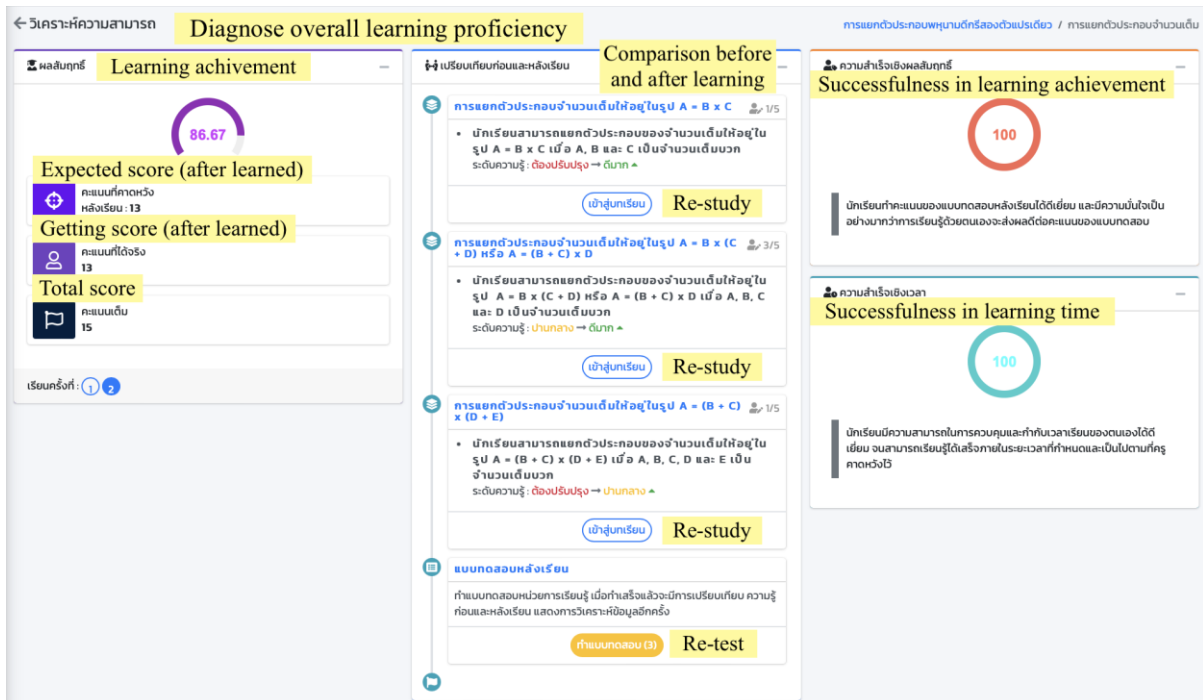 ← วิเคราะห์ความสามารถ
Diagnose overall learning proficiency
การแยกตัวประกอบพหุนามดีกรีสองตัวแปรเดียว / การแยกตัวประกอบจำนวนเต็ม
ผลสัมฤทธิ์
Learning achivement
86.67
Expected score (after learned)
คะแนนที่คาดหวัง
หลังเรียน : 13
Getting score (after learned)
คะแนนที่ได้จริง
13
Total score
คะแนนเต็ม
15
เรียนครั้งที่ : 1 2
เปรียบเทียบก่อนและหลังเรียน
Comparison before
and after learning
การแยกตัวประกอบจำนวนเต็มให้อยู่ในรูป A = B x C 1/5
• นักเรียนสามารถแยกตัวประกอบของจำนวนเต็มให้อยู่ใน
รูป A = B x C เมื่อ A, B และ C เป็นจำนวนเต็มบวก
ระดับความรู้ : ต้องปรับปรุง → ดีมาก
เข้าสู่บทเรียน
Re-study
การแยกตัวประกอบจำนวนเต็มให้อยู่ในรูป A = B x (C 3/5
+ D) หรือ A = (B + C) x D
• นักเรียนสามารถแยกตัวประกอบของจำนวนเต็มให้อยู่ใน
รูป A = B x (C + D) หรือ A = (B + C) x D เมื่อ A, B, C
และ D เป็นจำนวนเต็มบวก
ระดับความรู้ : ปานกลาง → ดีมาก
เข้าสู่บทเรียน
Re-study
การแยกตัวประกอบจำนวนเต็มให้อยู่ในรูป A = (B + C) 1/5
x (D + E)
• นักเรียนสามารถแยกตัวประกอบของจำนวนเต็มให้อยู่ใน
รูป A = (B + C) x (D + E) เมื่อ A, B, C, D และ E เป็น
จำนวนเต็มบวก
ระดับความรู้ : ต้องปรับปรุง → ปานกลาง
เข้าสู่บทเรียน
Re-study
แบบทดสอบหลังเรียน
ทำแบบทดสอบหน่วยการเรียนรู้ เมื่อทำเสร็จแล้วจะมีการเปรียบเทียบ ความรู้
ก่อนและหลังเรียน แสดงการวิเคราะห์ข้อมูลอีกครั้ง
ทำแบบทดสอบ (3)
Re-test
ความสำเร็จเชิงผลสัมฤทธิ์
Successfulness in learning achievement
100
นักเรียนทำคะแนนของแบบทดสอบหลังเรียนได้ดีเยี่ยม และมีความมั่นใจเป็น
อย่างมากว่าการเรียนรู้ด้วยตนเองจะส่งผลดีต่อคะแนนของแบบทดสอบ
ความสำเร็จเชิงเวลา
Successfulness in learning time
100
นักเรียนมีความสามารถในการควบคุมและกำกับเวลาเรียนของตนเองได้ดี
เยี่ยม จนสามารถเรียนรู้ได้เสร็จภายในระยะเวลาที่กำหนดและเป็นไปตามที่ครู
คาดหวังไว้